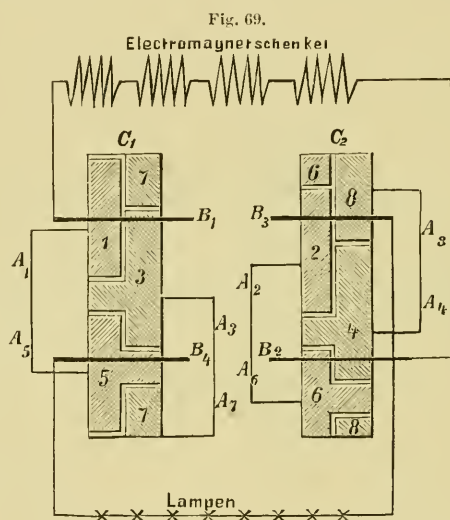 Fig. 69.
Electromagnetschenkel
C1 C2
7 6
8
B1 B3
1
A3
A1 3 2
A2
A3 4 A4
A5 B4 B2
5 A6
A7 6
7 8
Lampen